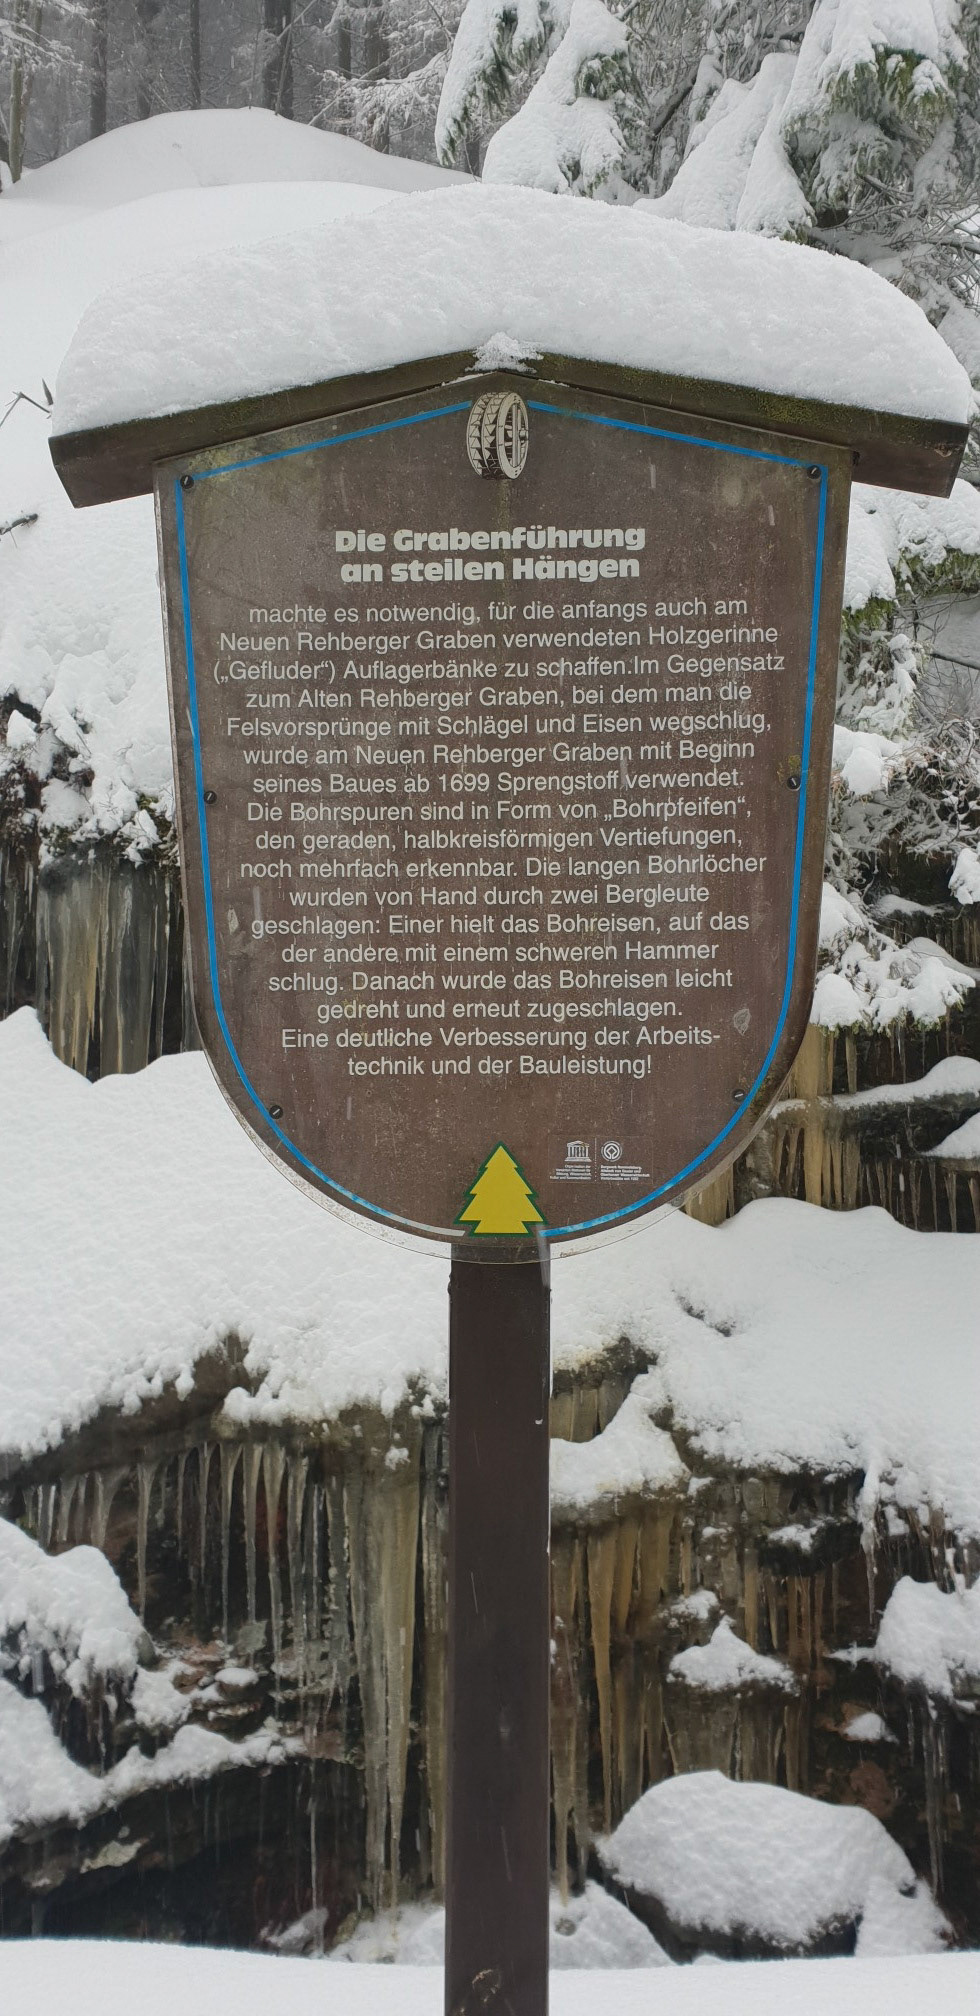 Die Grabenführung
an steilen Hängen
machte es notwendig, für die anfangs auch am
Neuen Rehberger Graben verwendeten Holzgerinne
(„Gefluder“) Auflagerbänke zu schaffen.Im Gegensatz
zum Alten Rehberger Graben, bei dem man die
Felsvorsprünge mit Schlägel und Eisen wegschlug,
wurde am Neuen Rehberger Graben mit Beginn
seines Baues ab 1699 Sprengstoff verwendet.
Die Bohrspuren sind in Form von „Bohrpfeifen“,
den geraden, halbkreisförmigen Vertiefungen,
noch mehrfach erkennbar. Die langen Bohrlöcher
wurden von Hand durch zwei Bergleute
geschlagen: Einer hielt das Bohreisen, auf das
der andere mit einem schweren Hammer
schlug. Danach wurde das Bohreisen leicht
gedreht und erneut zugeschlagen.
Eine deutliche Verbesserung der Arbeits-
technik und der Bauleistung!